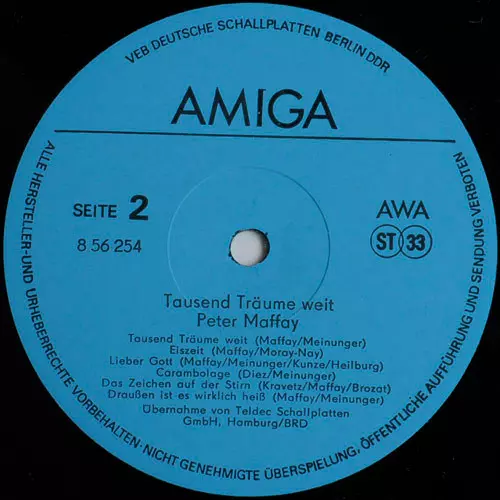 VEB DEUTSCHE SCHALLPLATTEN BERLIN DDR
AMIGA
SEITE 2
8 56 254
AWA
ST 33
Tausend Träume weit
Peter Maffay
Tausend Träume weit (Maffay/Meinunger)
Eiszeit (Maffay/Moray-Nay)
Lieber Gott (Maffay/Meinunger/Kunze/Heilburg)
Carambolage (Diez/Meinunger)
Das Zeichen auf der Stirn (Kravetz/Maffay/Brozat)
Draußen ist es wirklich heiß (Maffay/Meinunger)
Übernahme von Teldec Schallplatten
GmbH, Hamburg/BRD
ALLE HERSTELLER- UND URHEBERRECHTE VORBEHALTEN · NICHT GENEHMIGTE ÜBERSPIELUNG, ÖFFENTLICHE AUFFÜHRUNG UND SENDUNG VERBOTEN